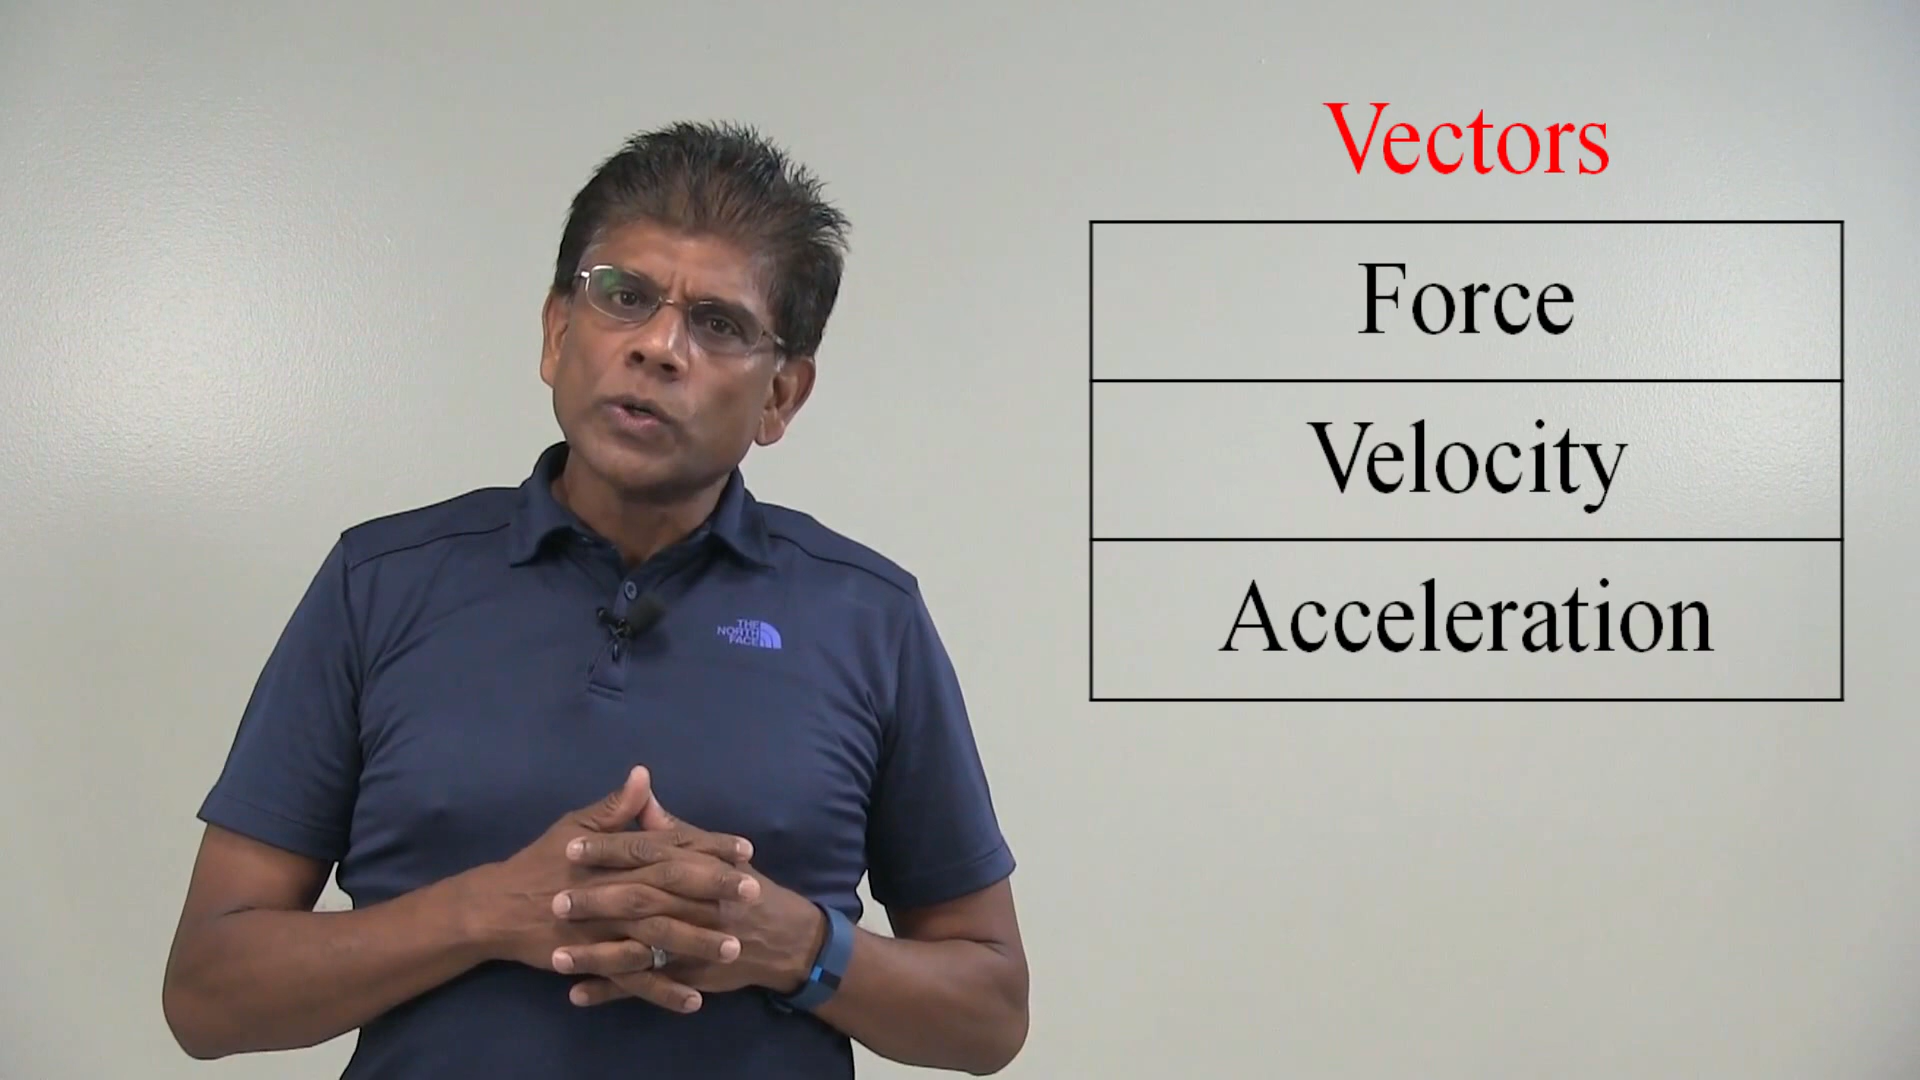 Vectors
Force
Velocity
Acceleration
THE
NORTH
FACE